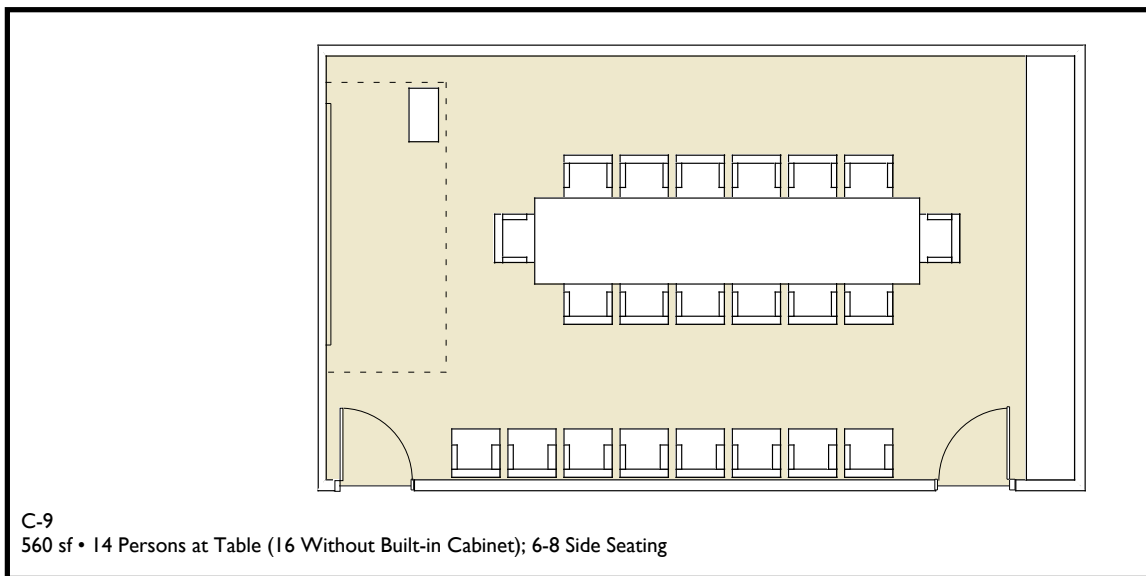 C-9
560 sf • 14 Persons at Table (16 Without Built-in Cabinet); 6-8 Side Seating